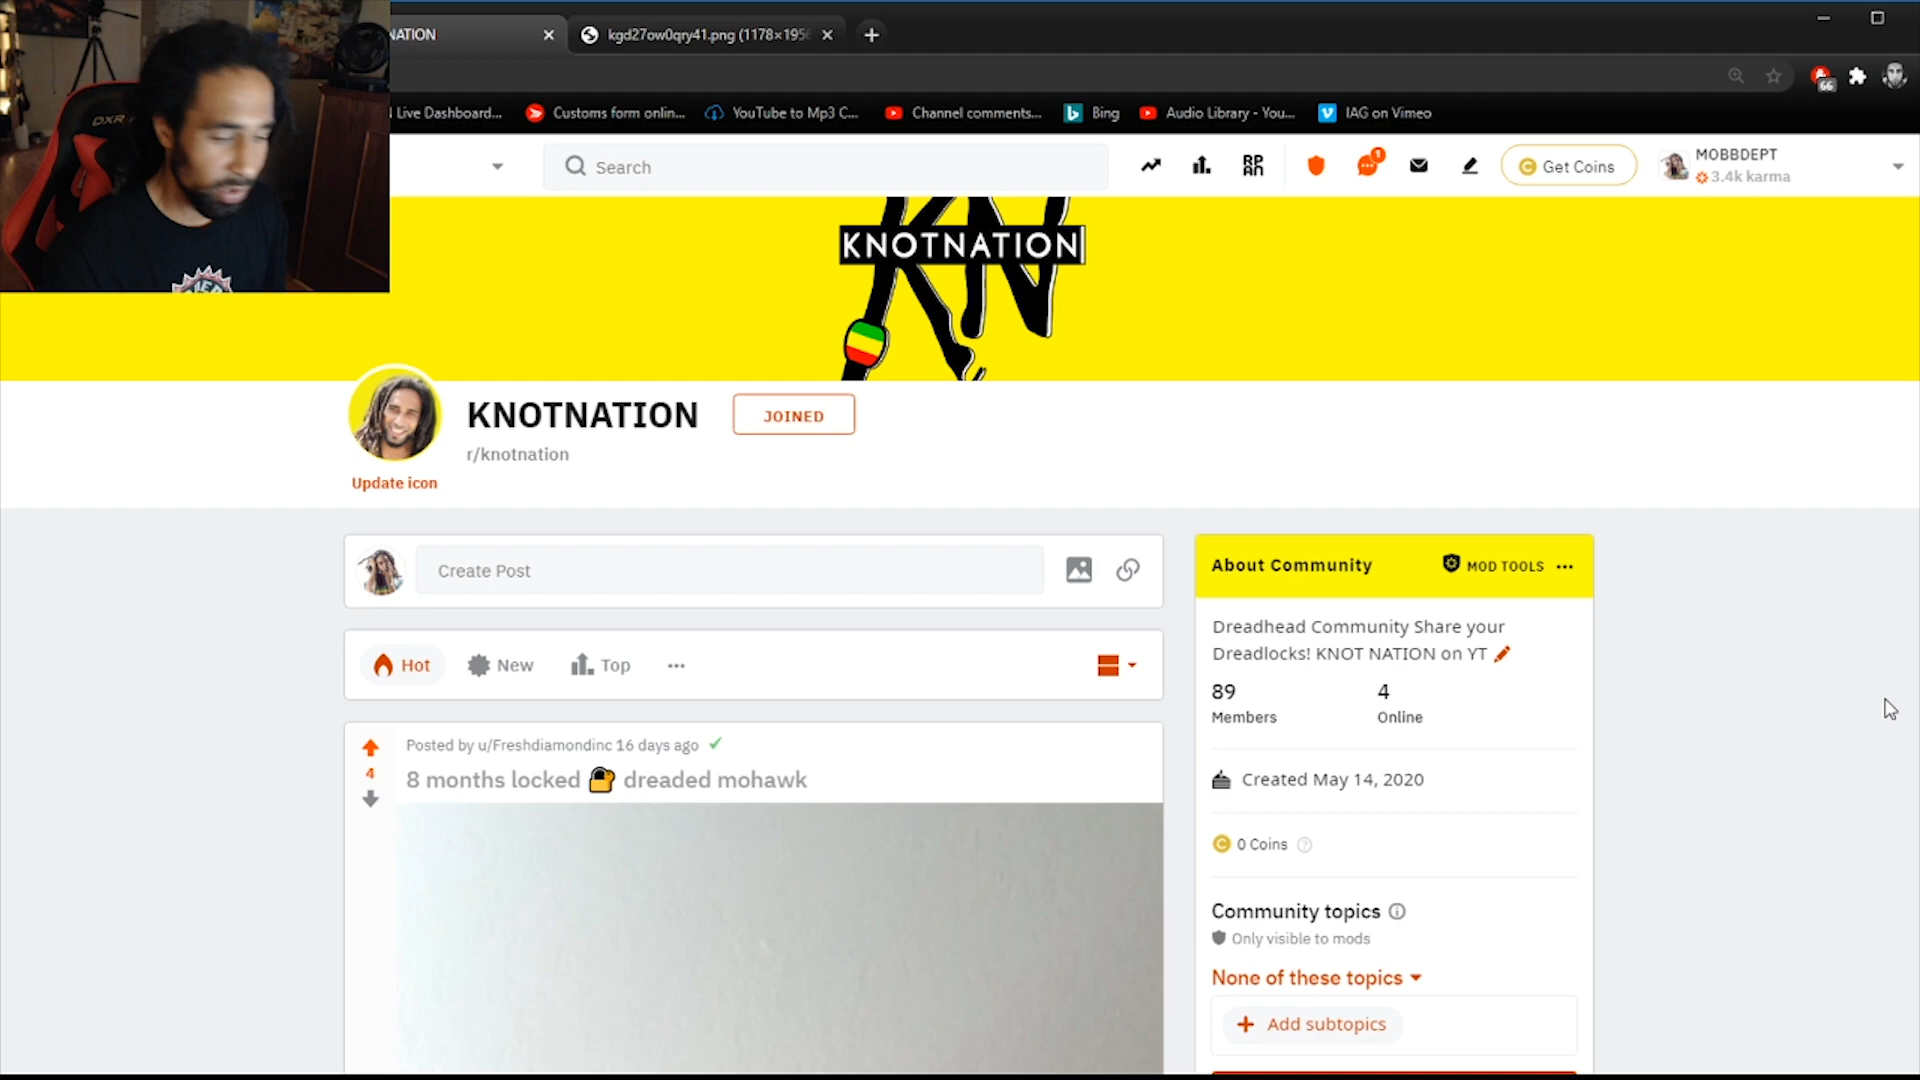 NATION
kgd27ow0qry41.png (1178×195
66
Live Dashboard...
Customs form onlin...
YouTube to Mp3 C...
Channel comments...
Bing
Audio Library - You...
IAG on Vimeo
DXR
Search
1
Get Coins
MOBBDEPT
3.4k karma
KN
KNOTNATION
KNOTNATION
JOINED
r/knotnation
Update icon
Create Post
Hot
New
Top
Posted by u/Freshdiamondinc 16 days ago
4
8 months locked 🔐 dreaded mohawk
About Community
MOD TOOLS
Dreadhead Community Share your
Dreadlocks! KNOT NATION on YT
89
4
Members
Online
Created May 14, 2020
0 Coins
Community topics
Only visible to mods
None of these topics
+ Add subtopics